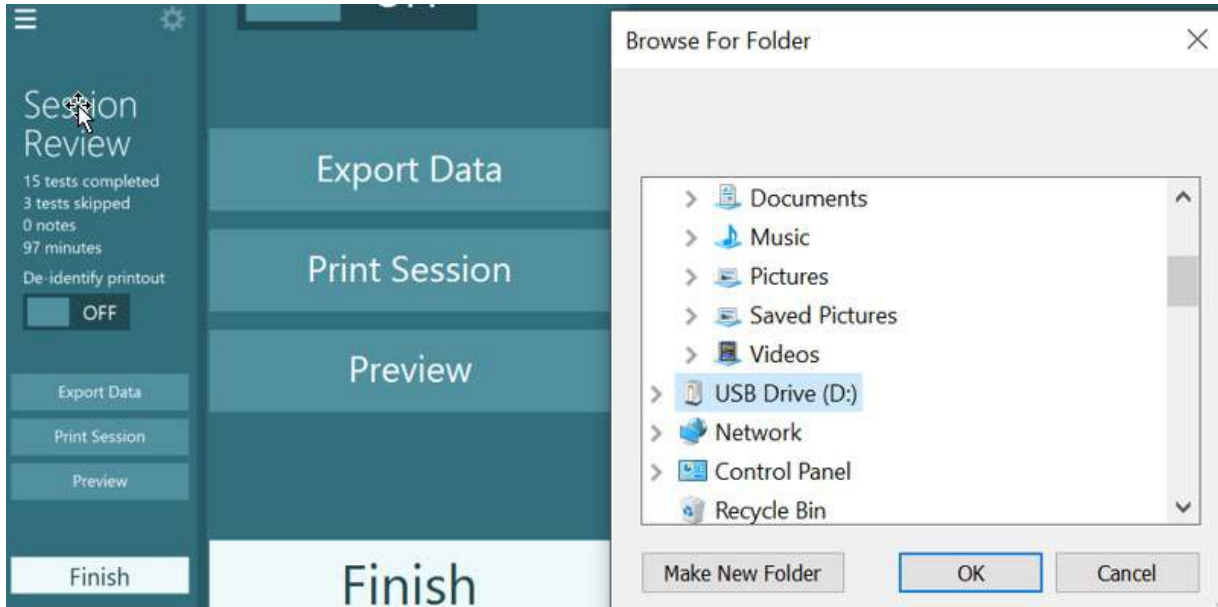 Session
Review
15 tests completed
3 tests skipped
0 notes
97 minutes
De-identify printout
OFF
Export Data
Print Session
Preview
Finish
Export Data
Print Session
Preview
Finish
Browse For Folder
Documents
Music
Pictures
Saved Pictures
Videos
USB Drive (D:)
Network
Control Panel
Recycle Bin
Make New Folder
OK
Cancel